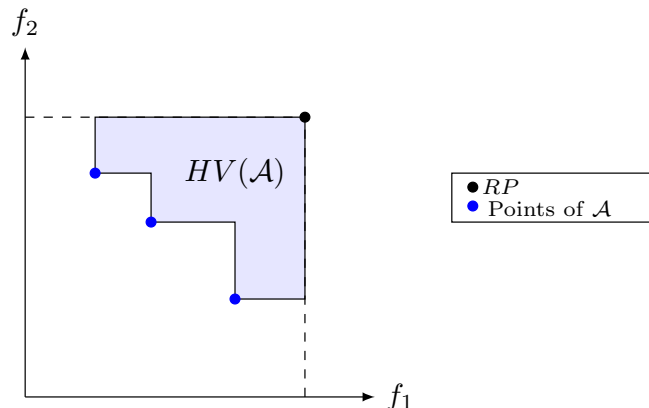 f₂
HV(𝒜)
RP
Points of 𝒜
f₁